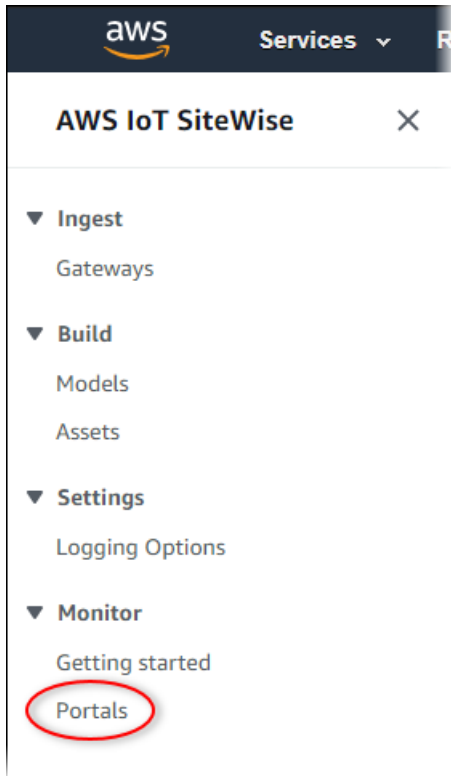 aws Services
AWS IoT SiteWise
Ingest
Gateways
Build
Models
Assets
Settings
Logging Options
Monitor
Getting started
Portals